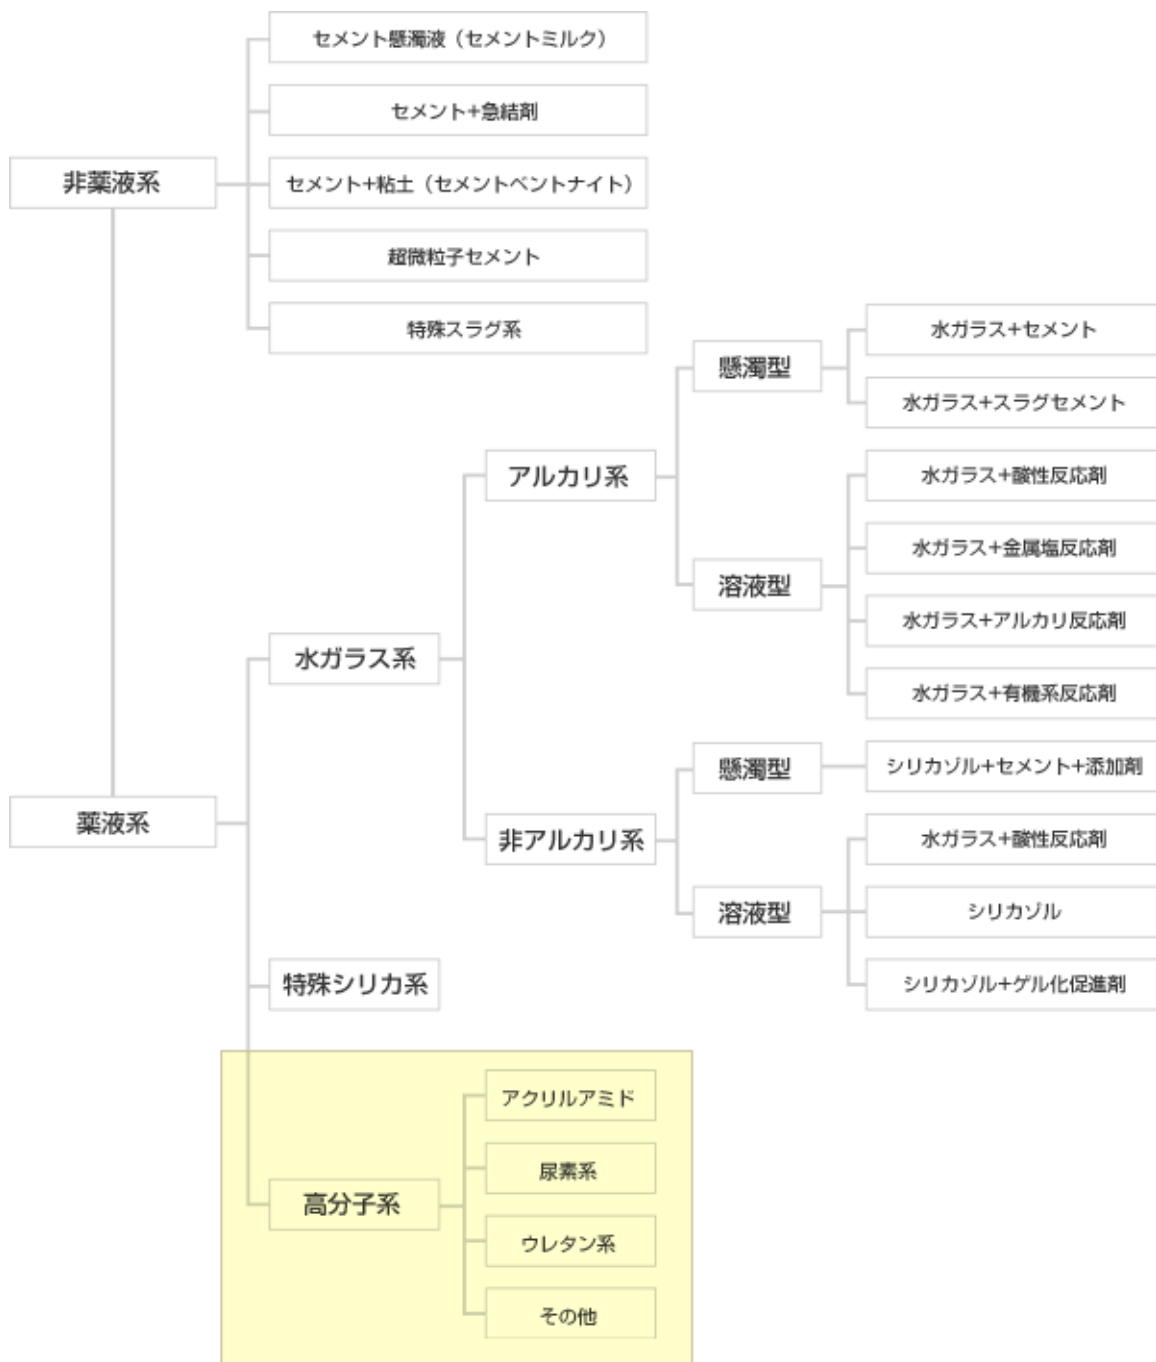 セメント懸濁液（セメントミルク）
セメント+急結剤
非薬液系
セメント+粘土（セメントベントナイト）
超微粒子セメント
特殊スラグ系
水ガラス+セメント
懸濁型
水ガラス+スラグセメント
アルカリ系
水ガラス+酸性反応剤
水ガラス+金属塩反応剤
溶液型
水ガラス+アルカリ反応剤
水ガラス系
水ガラス+有機系反応剤
懸濁型
シリカゾル+セメント+添加剤
薬液系
非アルカリ系
水ガラス+酸性反応剤
溶液型
シリカゾル
特殊シリカ系
シリカゾル+ゲル化促進剤
アクリルアミド
尿素系
高分子系
ウレタン系
その他